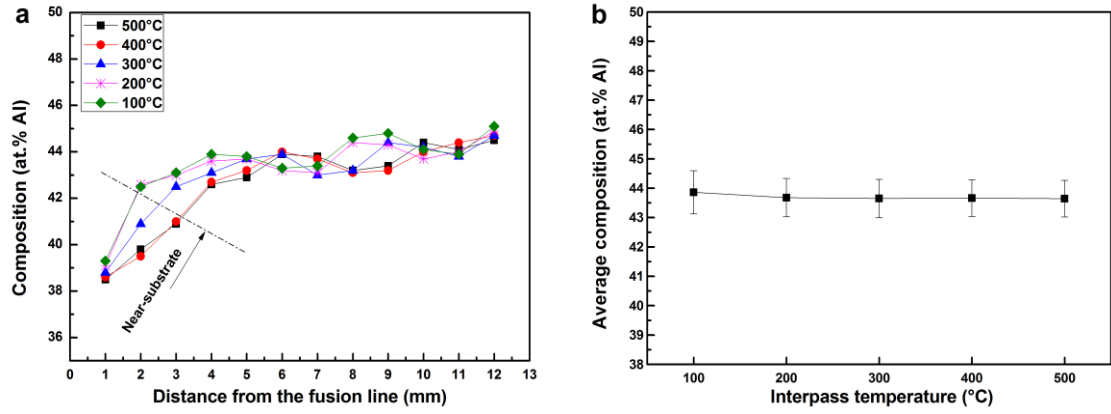 a
500°C
400°C
300°C
200°C
100°C
50
48
46
44
42
40
38
36
Composition (at.% Al)
Near-substrate
0 1 2 3 4 5 6 7 8 9 10 11 12 13
Distance from the fusion line (mm)
b
50
49
48
47
46
45
44
43
42
41
40
39
38
Average composition (at.% Al)
100 200 300 400 500
Interpass temperature (°C)